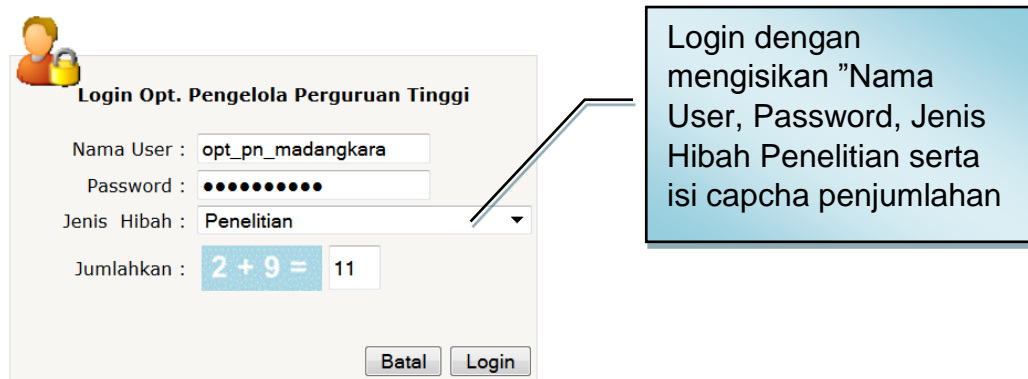 Login Opt. Pengelola Perguruan Tinggi
Nama User : opt_pn_madangkara
Password : ●●●●●●●●●●
Jenis Hibah : Penelitian
Jumlahkan : 2 + 9 = 11
Batal Login
Login dengan
mengisikan ”Nama
User, Password, Jenis
Hibah Penelitian serta
isi capcha penjumlahan